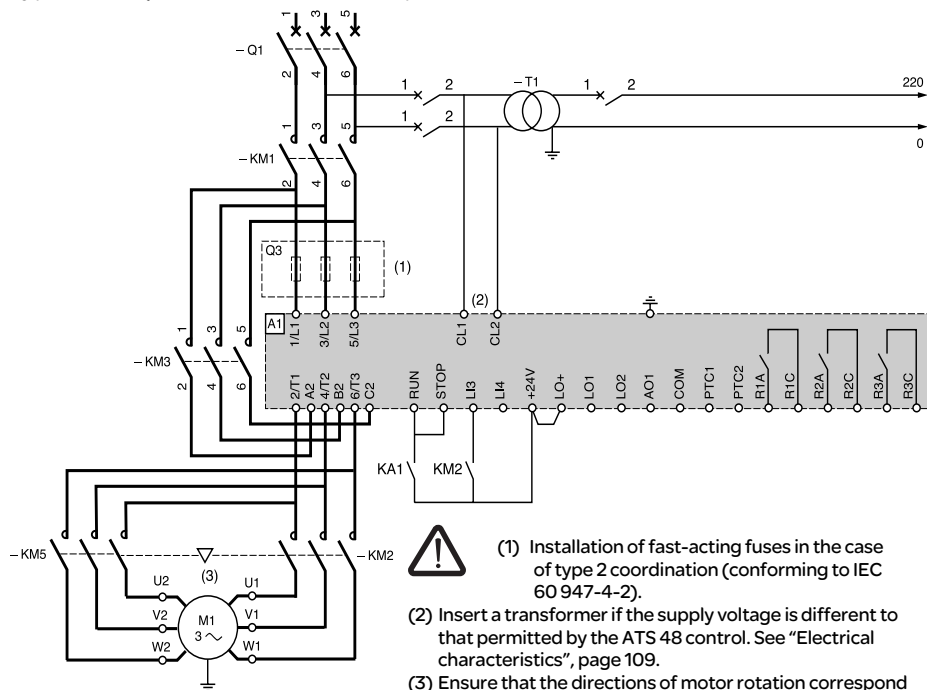 1 3 5
– Q1
2 4 6
1 2 – T1 1 2 220
1 2 0
1 3 5
– KM1
2 4 6
Q3 (1)
(2)
A1 1/L1 3/L2 5/L3 CL1 CL2
1 3 5
– KM3
2 4 6
2/T1 A2 4/T2 B2 6/T3 C2 RUN STOP LI3 LI4 +24V LO+ LO1 LO2 AO1 COM PTC1 PTC2 R1A R1C R2A R2C R3A R3C
KA1 KM2
– KM5 (3) – KM2
U2 U1
V2 M1 V1
3
W2 W1
(1) Installation of fast-acting fuses in the case
of type 2 coordination (conforming to IEC
60 947-4-2).
(2) Insert a transformer if the supply voltage is different to
that permitted by the ATS 48 control. See “Electrical
characteristics”, page 109.
(3) Ensure that the directions of motor rotation correspond